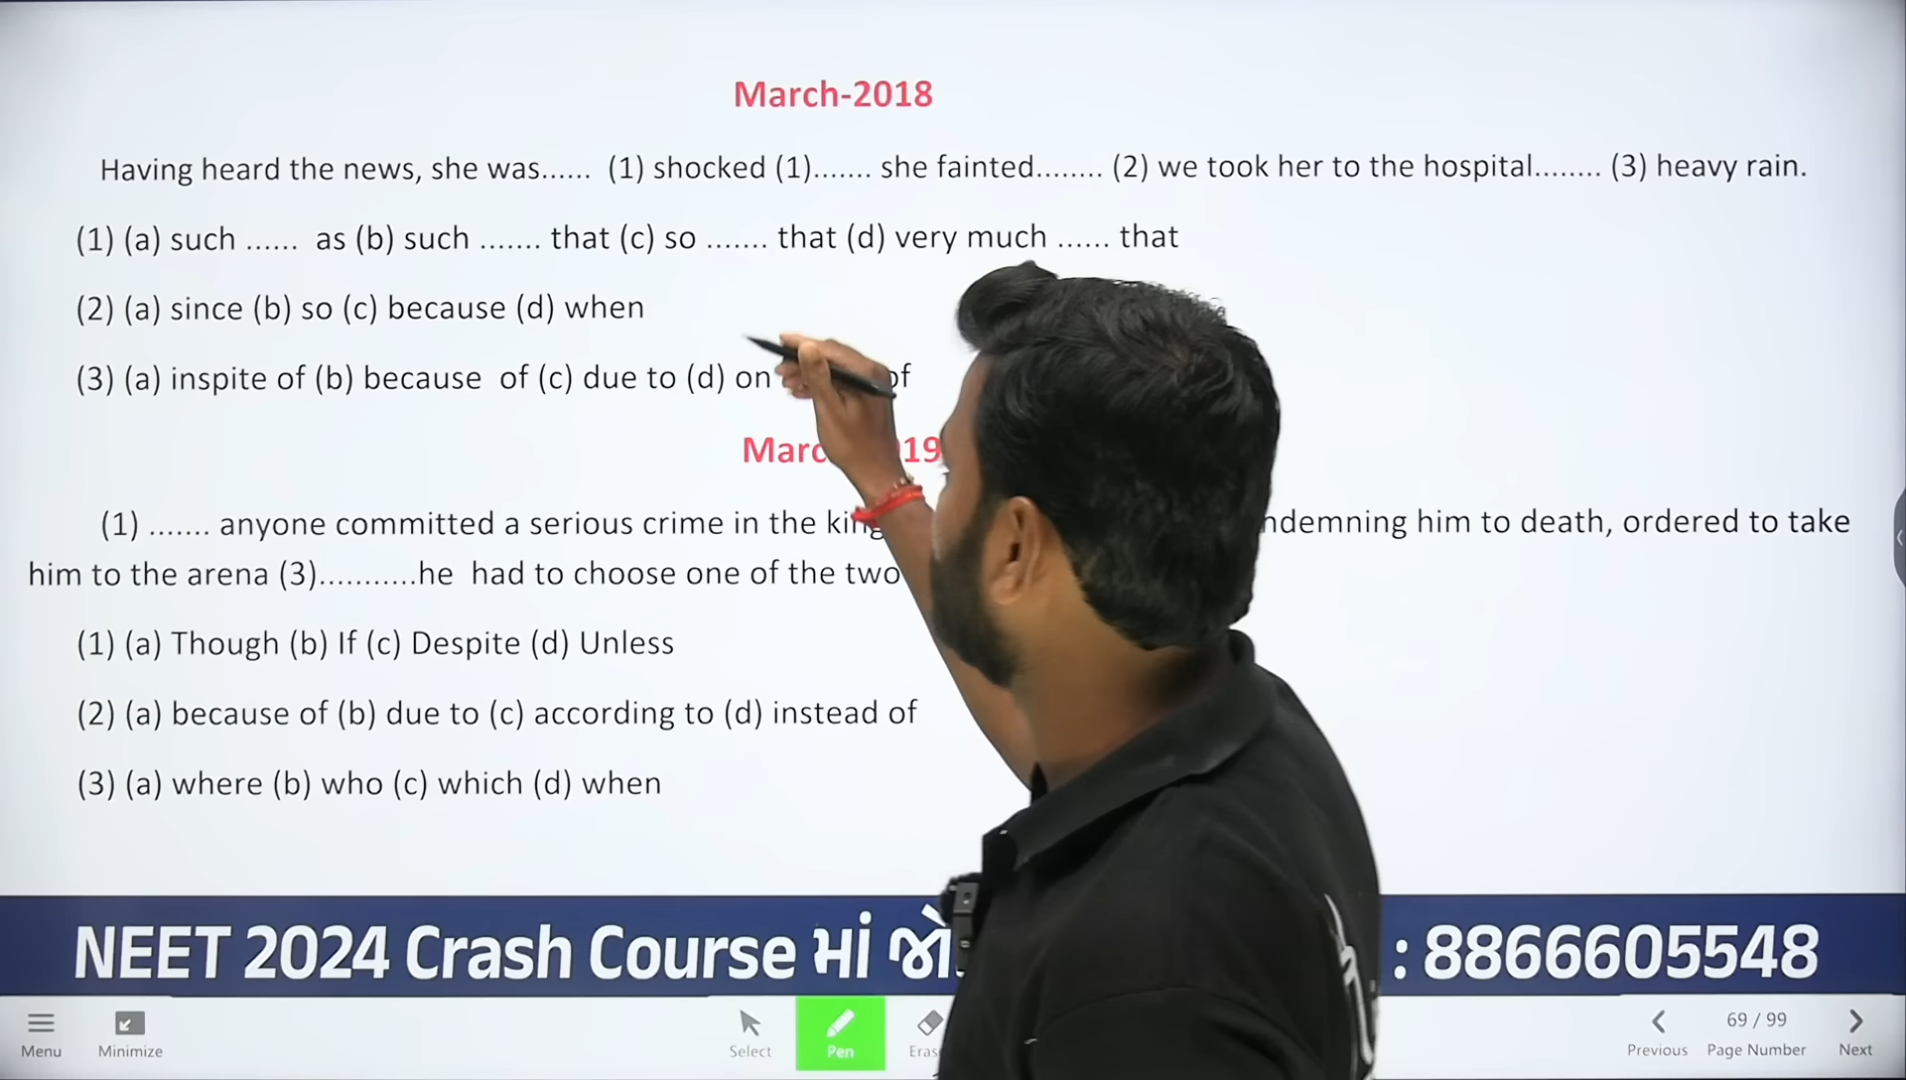 March-2018
Having heard the news, she was...... (1) shocked (1)....... she fainted........ (2) we took her to the hospital........ (3) heavy rain.
(1) (a) such ...... as (b) such ....... that (c) so ....... that (d) very much ...... that
(2) (a) since (b) so (c) because (d) when
(3) (a) inspite of (b) because of (c) due to (d) on of
19
(1) ....... anyone committed a serious crime in the to death, ordered to take
him to the arena (3)...........he had to choose one of the two
(1) (a) Though (b) If (c) Despite (d) Unless
(2) (a) because of (b) due to (c) according to (d) instead of
(3) (a) where (b) who (c) which (d) when
NEET 2024 Crash Course માં : 8866605548
Menu Minimize Select Pen Previous 69 / 99 Page Number Next